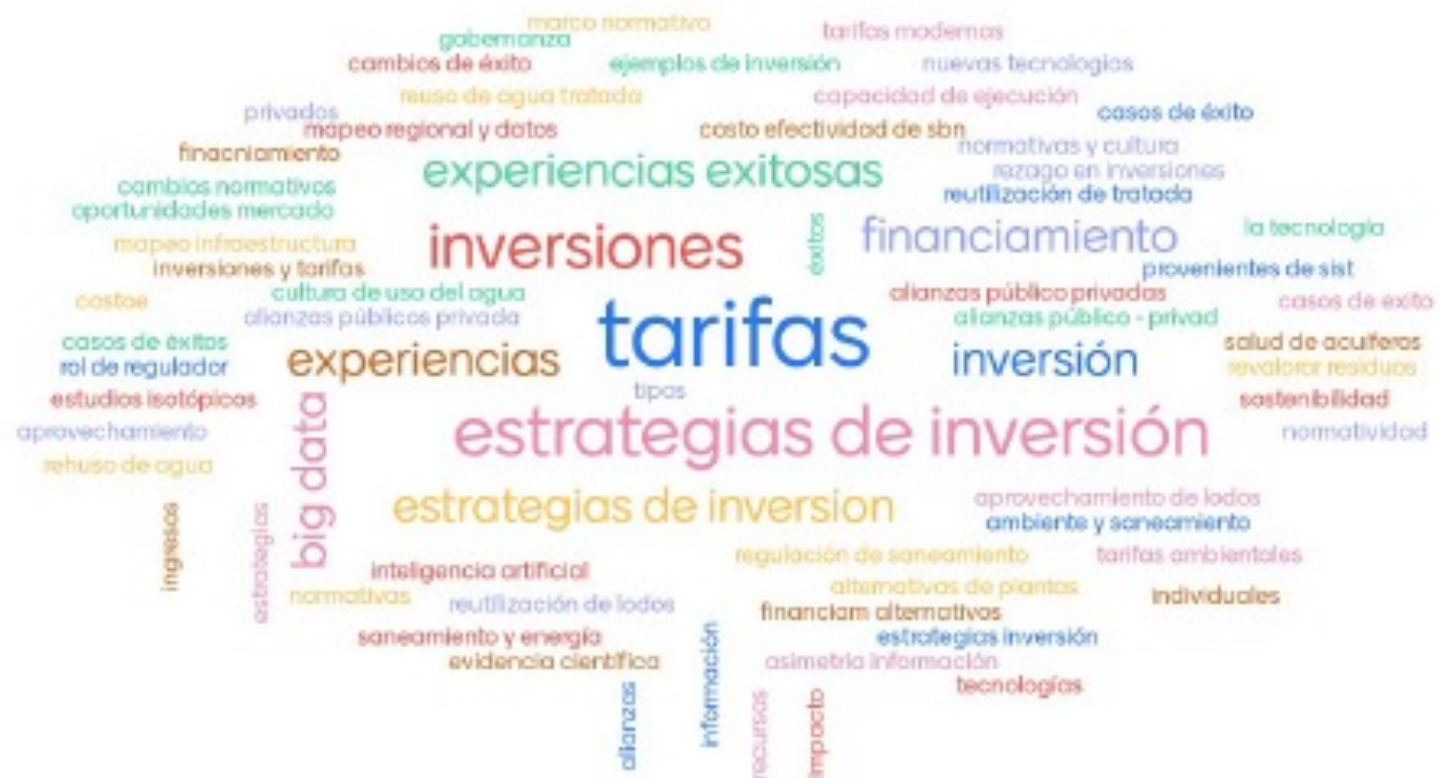 marco normativo
gobernanza
tarifas modernas
cambios de éxito
ejemplos de inversión
nuevas tecnologías
reuso de agua tratada
capacidad de ejecución
privados
casos de éxito
mapeo regional y datos
costo efectividad de sbn
normativas y cultura
finacniamiento
experiencias exitosas
rezago en inversiones
cambios normativos
reutilización de tratada
oportunidades mercado
inversiones
éxitos
financiamiento
la tecnología
mapeo infraestructura
inversiones y tarifas
provenientes de sist
costoe
cultura de uso del agua
alianzas público privadas
casos de exito
alianzas públicos privada
tarifas
alianzas público - privad
casos de éxitos
salud de acuíferos
rol de regulador
experiencias
inversión
revalorar residuos
tipos
estudios isotópicos
sostenibilidad
aprovechamiento
big data
estrategias de inversión
normatividad
rehuso de agua
estrategias de inversion
aprovechamiento de lodos
ambiente y saneamiento
ingresos
estrategias
regulación de saneamiento
tarifas ambientales
inteligencia artificial
alternativas de plantas
normativas
individuales
reutilización de lodos
financiam alternativos
saneamiento y energía
estrategias inversión
evidencia científica
información
asimetria información
tecnologías
alianzas
recursos
impacto